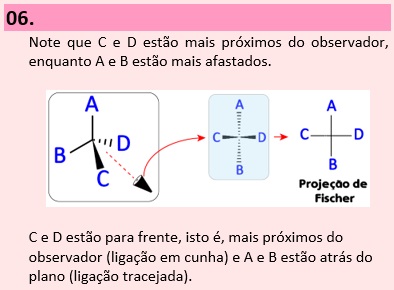 06.
Note que C e D estão mais próximos do observador,
enquanto A e B estão mais afastados.
A
B
D
C
A
C
D
B
A
C
D
B
Projeção de
Fischer
C e D estão para frente, isto é, mais próximos do
observador (ligação em cunha) e A e B estão atrás do
plano (ligação tracejada).